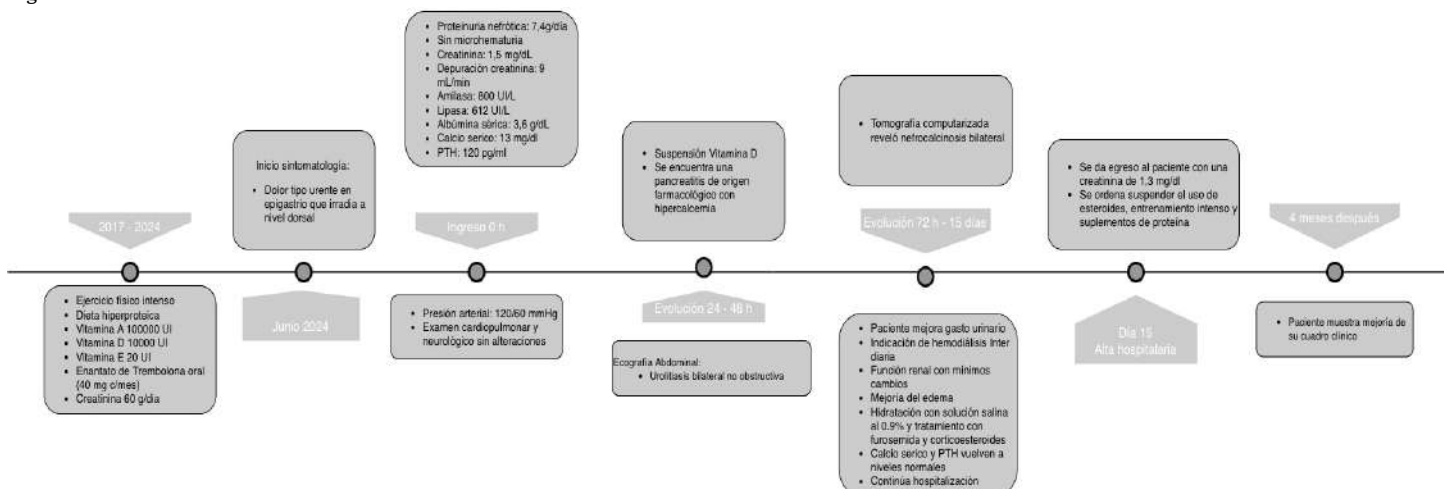 2017 - 2024
• Ejercicio físico intenso
• Dieta hiperproteica
• Vitamina A 100000 UI
• Vitamina D 10000 UI
• Vitamina E 20 UI
• Enantato de Trembolona oral
(40 mg c/mes)
• Creatinina 60 g/dia
Inicio sintomatología:
• Dolor tipo urente en
epigastrio que irradia a
nivel dorsal
Junio 2024
• Proteinuria nefrótica: 7,4g/día
• Sin microhematuria
• Creatinina: 1,5 mg/dL
• Depuración creatinina: 9
mL/min
• Amilasa: 800 UI/L
• Lipasa: 612 UI/L
• Albúmina sérica: 3,6 g/dL
• Calcio serico: 13 mg/dl
• PTH: 120 pg/ml
Ingreso 0 h
• Presión arterial: 120/60 mmHg
• Examen cardiopulmonar y
neurológico sin alteraciones
• Suspensión Vitamina D
• Se encuentra una
pancreatitis de origen
farmacológico con
hipercalcemia
Evolución 24 - 48 h
Ecografía Abdominal:
• Urolitiasis bilateral no obstructiva
• Tomografía computarizada
reveló nefrocalcinosis bilateral
Evolución 72 h - 15 días
• Paciente mejora gasto urinario
• Indicación de hemodiálisis Inter
diaria
• Función renal con mínimos
cambios
• Mejoría del edema
• Hidratación con solución salina
al 0.9% y tratamiento con
furosemida y corticoesteroides
• Calcio serico y PTH vuelven a
niveles normales
• Continúa hospitalización
• Se da egreso al paciente con una
creatinina de 1,3 mg/dl
• Se ordena suspender el uso de
esteroides, entrenamiento intenso y
suplementos de proteína
Día 15
Alta hospitalaria
4 meses después
• Paciente muestra mejoría de
su cuadro clínico